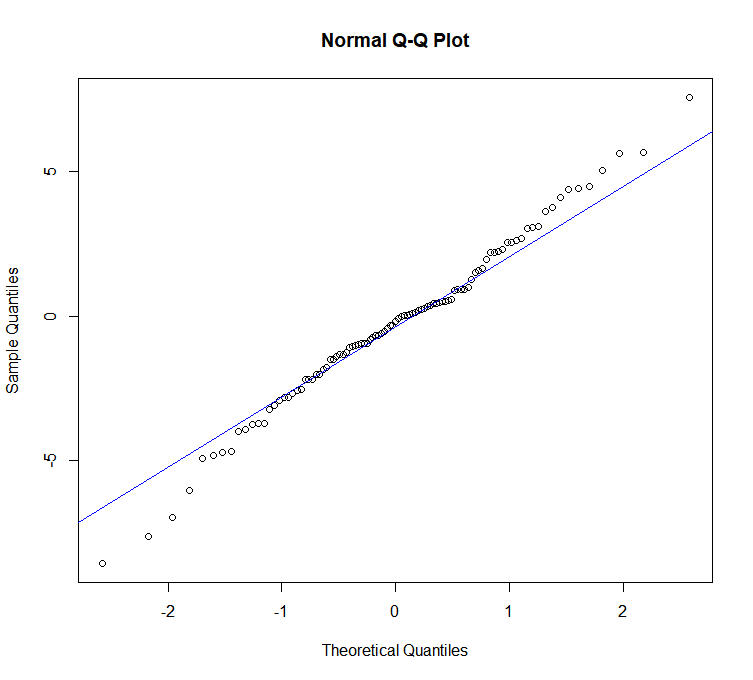 Normal Q-Q Plot
Sample Quantiles
5
0
-5
-2 -1 0 1 2
Theoretical Quantiles